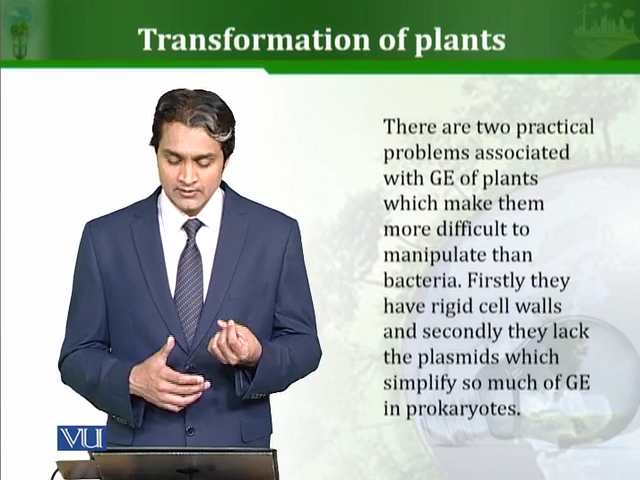 Transformation of plants
There are two practical
problems associated
with GE of plants
which make them
more difficult to
manipulate than
bacteria. Firstly they
have rigid cell walls
and secondly they lack
the plasmids which
simplify so much of GE
in prokaryotes.
VU